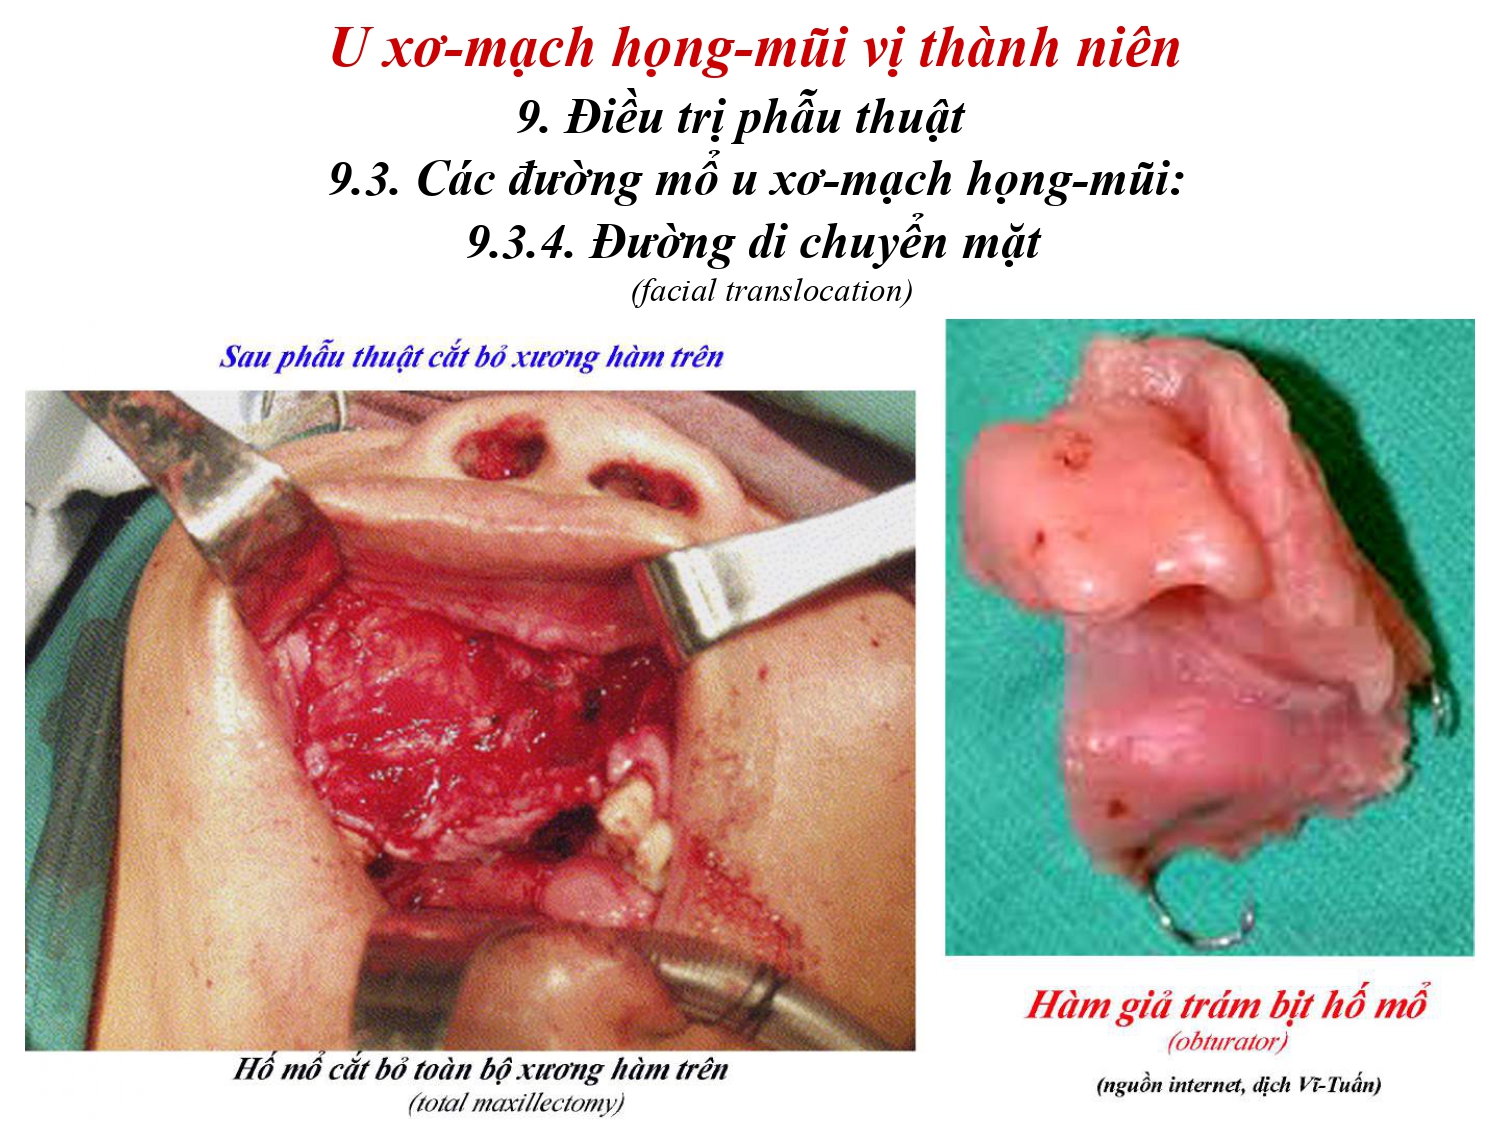 U xơ-mạch họng-mũi vị thành niên
9. Điều trị phẫu thuật
9.3. Các đường mổ u xơ-mạch họng-mũi:
9.3.4. Đường di chuyển mặt
(facial translocation)
Sau phẫu thuật cắt bỏ xương hàm trên
Hố mổ cắt bỏ toàn bộ xương hàm trên
(total maxillectomy)
Hàm giả trám bịt hố mổ
(obturator)
(nguồn internet, dịch Vĩ-Tuấn)